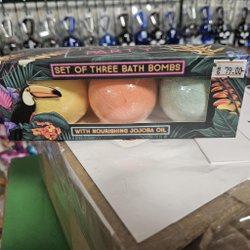 SET OF THREE BATH BOMBS
WITH NOURISHING JOJOBA OIL